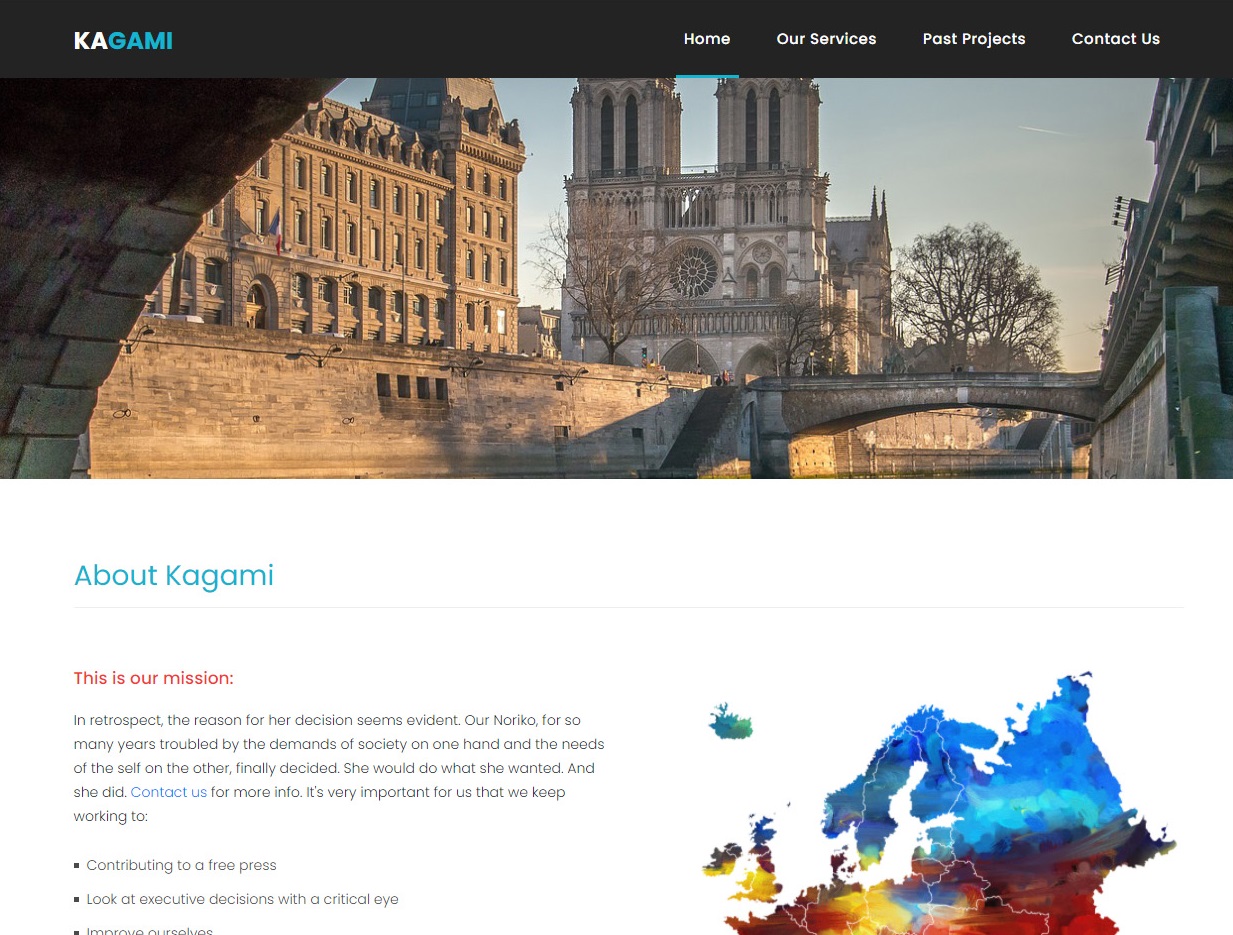 KAGAMI
Home Our Services Past Projects Contact Us
About Kagami
This is our mission:
In retrospect, the reason for her decision seems evident. Our Noriko, for so
many years troubled by the demands of society on one hand and the needs
of the self on the other, finally decided. She would do what she wanted. And
she did. Contact us for more info. It's very important for us that we keep
working to:
Contributing to a free press
Look at executive decisions with a critical eye
Improve ourselves